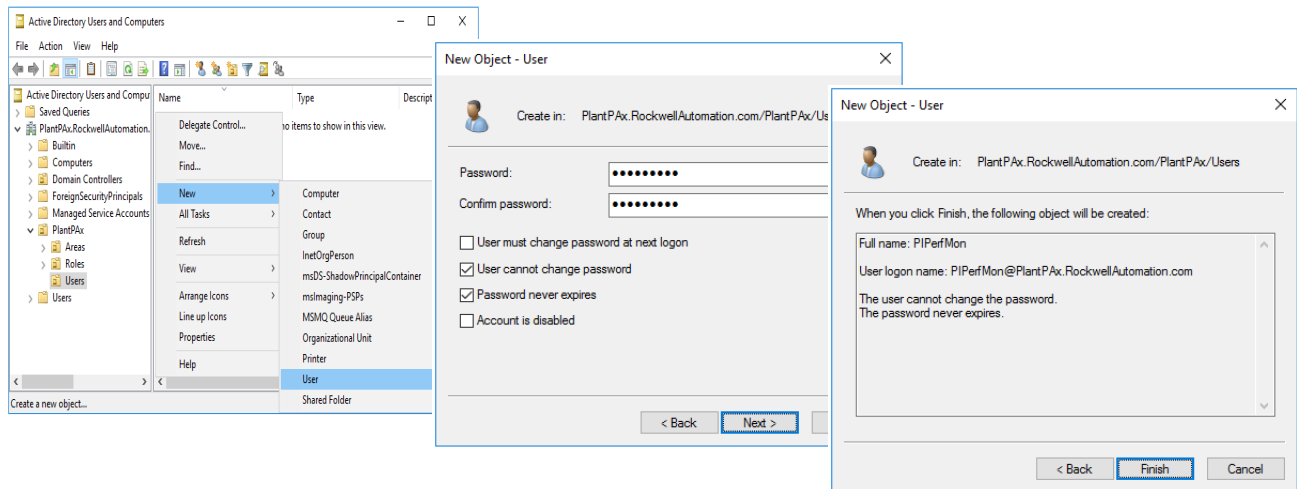 Active Directory Users and Computers
File Action View Help
Active Directory Users and Compu
Saved Queries
PlantPAx.RockwellAutomation.
Builtin
Computers
Domain Controllers
ForeignSecurityPrincipals
Managed Service Accounts
PlantPAx
Areas
Roles
Users
Users
Name Type Descript
no items to show in this view.
Delegate Control...
Move...
Find...
New
All Tasks
Refresh
View
Arrange Icons
Line up Icons
Properties
Help
Computer
Contact
Group
InetOrgPerson
msDS-ShadowPrincipalContainer
msImaging-PSPs
MSMQ Queue Alias
Organizational Unit
Printer
User
Shared Folder
Create a new object...
New Object - User
Create in: PlantPAx.RockwellAutomation.com/PlantPAx/Us
Password:
Confirm password:
User must change password at next logon
User cannot change password
Password never expires
Account is disabled
< Back Next >
New Object - User
Create in: PlantPAx.RockwellAutomation.com/PlantPAx/Users
When you click Finish, the following object will be created:
Full name: PIPerfMon
User logon name: PIPerfMon@PlantPAx.RockwellAutomation.com
The user cannot change the password.
The password never expires.
< Back Finish Cancel